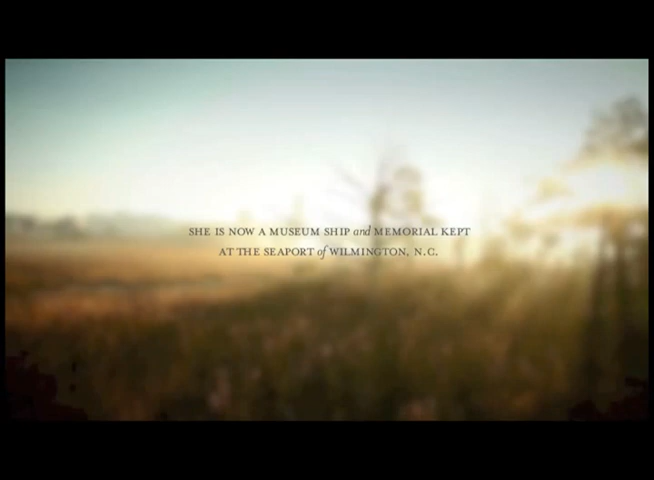 SHE IS NOW A MUSEUM SHIP and MEMORIAL KEPT
AT THE SEAPORT of WILMINGTON, N.C.